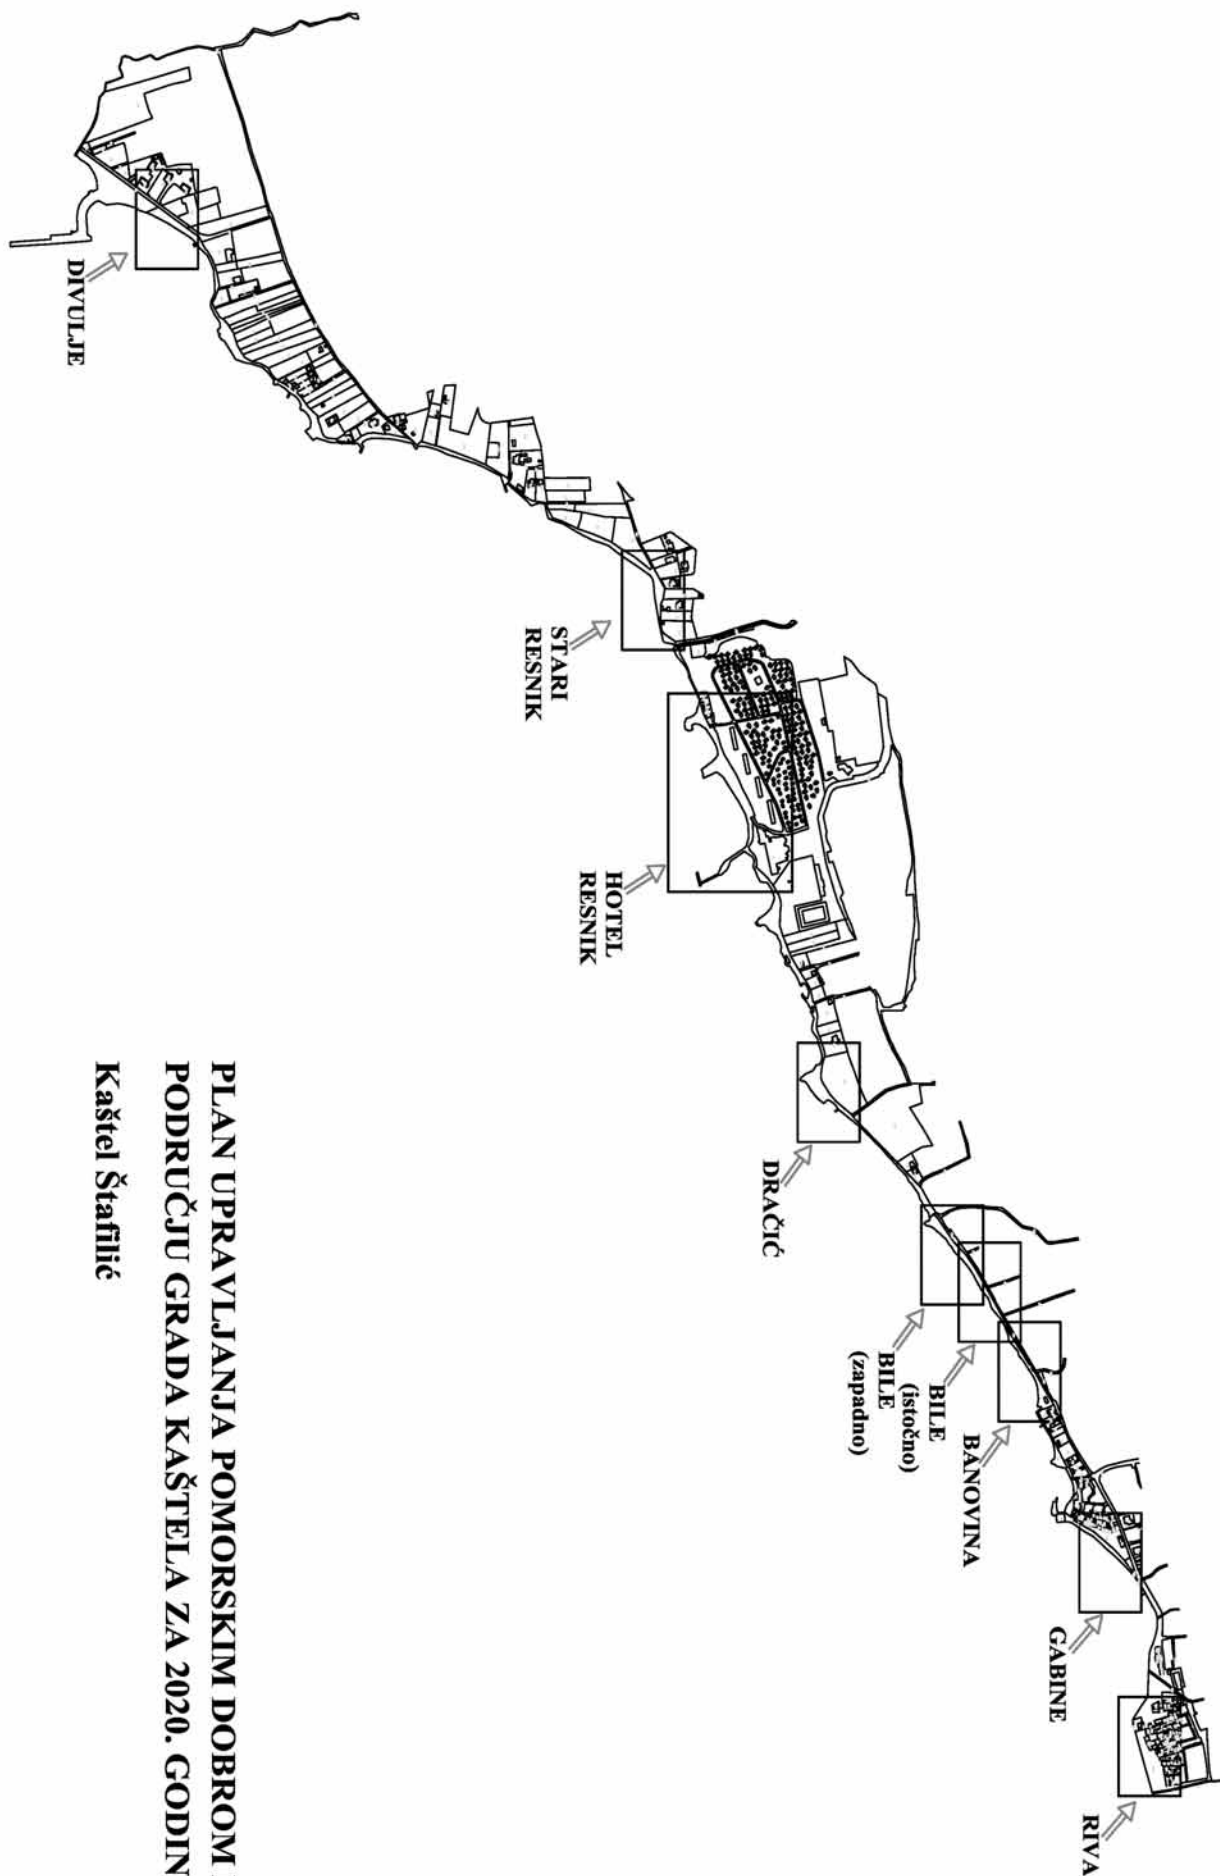 DIVULJE
STARI
RESNIK
HOTEL
RESNIK
DRAČIĆ
BILE
(zapadno)
BILE
(istočno)
BANOVINA
GABINE
RIVA
PLAN UPRAVLJANJA POMORSKIM DOBROM
PODRUČJU GRADA KAŠTELA ZA 2020. GODIN
Kaštel Štafilić